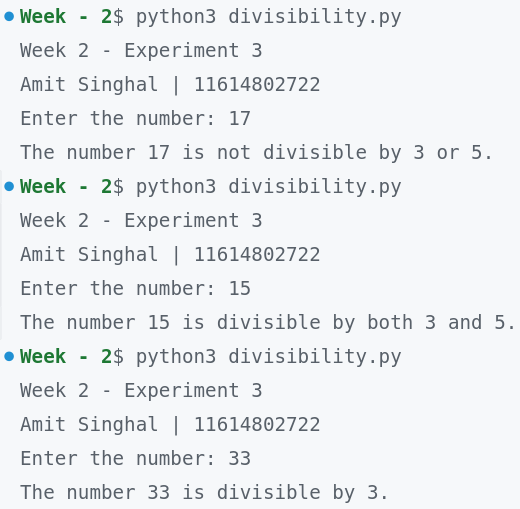 Week - 2$ python3 divisibility.py
Week 2 - Experiment 3
Amit Singhal | 11614802722
Enter the number: 17
The number 17 is not divisible by 3 or 5.
Week - 2$ python3 divisibility.py
Week 2 - Experiment 3
Amit Singhal | 11614802722
Enter the number: 15
The number 15 is divisible by both 3 and 5.
Week - 2$ python3 divisibility.py
Week 2 - Experiment 3
Amit Singhal | 11614802722
Enter the number: 33
The number 33 is divisible by 3.